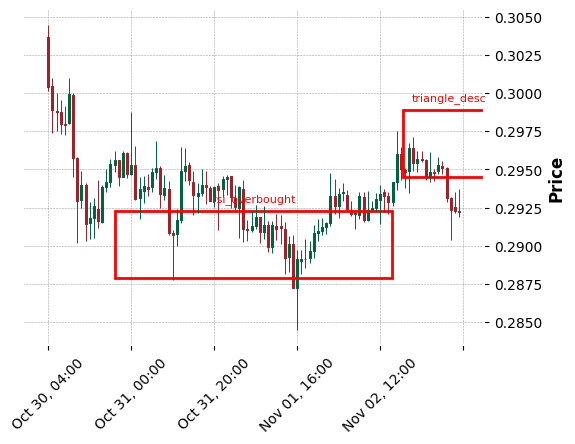 0.3050
0.3025
0.3000
triangle_desc
0.2975
0.2950
Price
0.2925
0.2900
0.2875
0.2850
Oct 30, 04:00
Oct 31, 00:00
Oct 31, 20:00
Nov 01, 16:00
Nov 02, 12:00